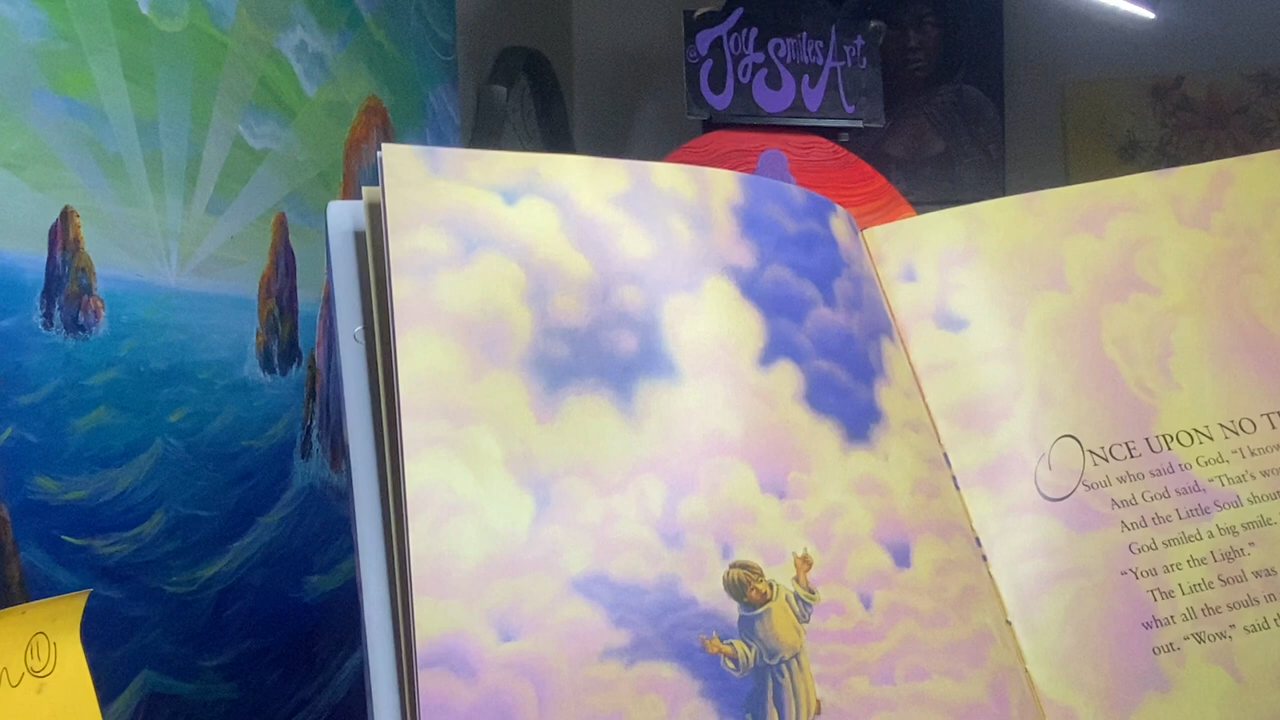 @JoySmilesArt
ONCE UPON NO
Soul who said to God, "I know
And God said, "That's
And the Little Soul
God smiled a big smile.
"You are the Light."
The Little Soul was
what all the souls in
out. "Wow," said